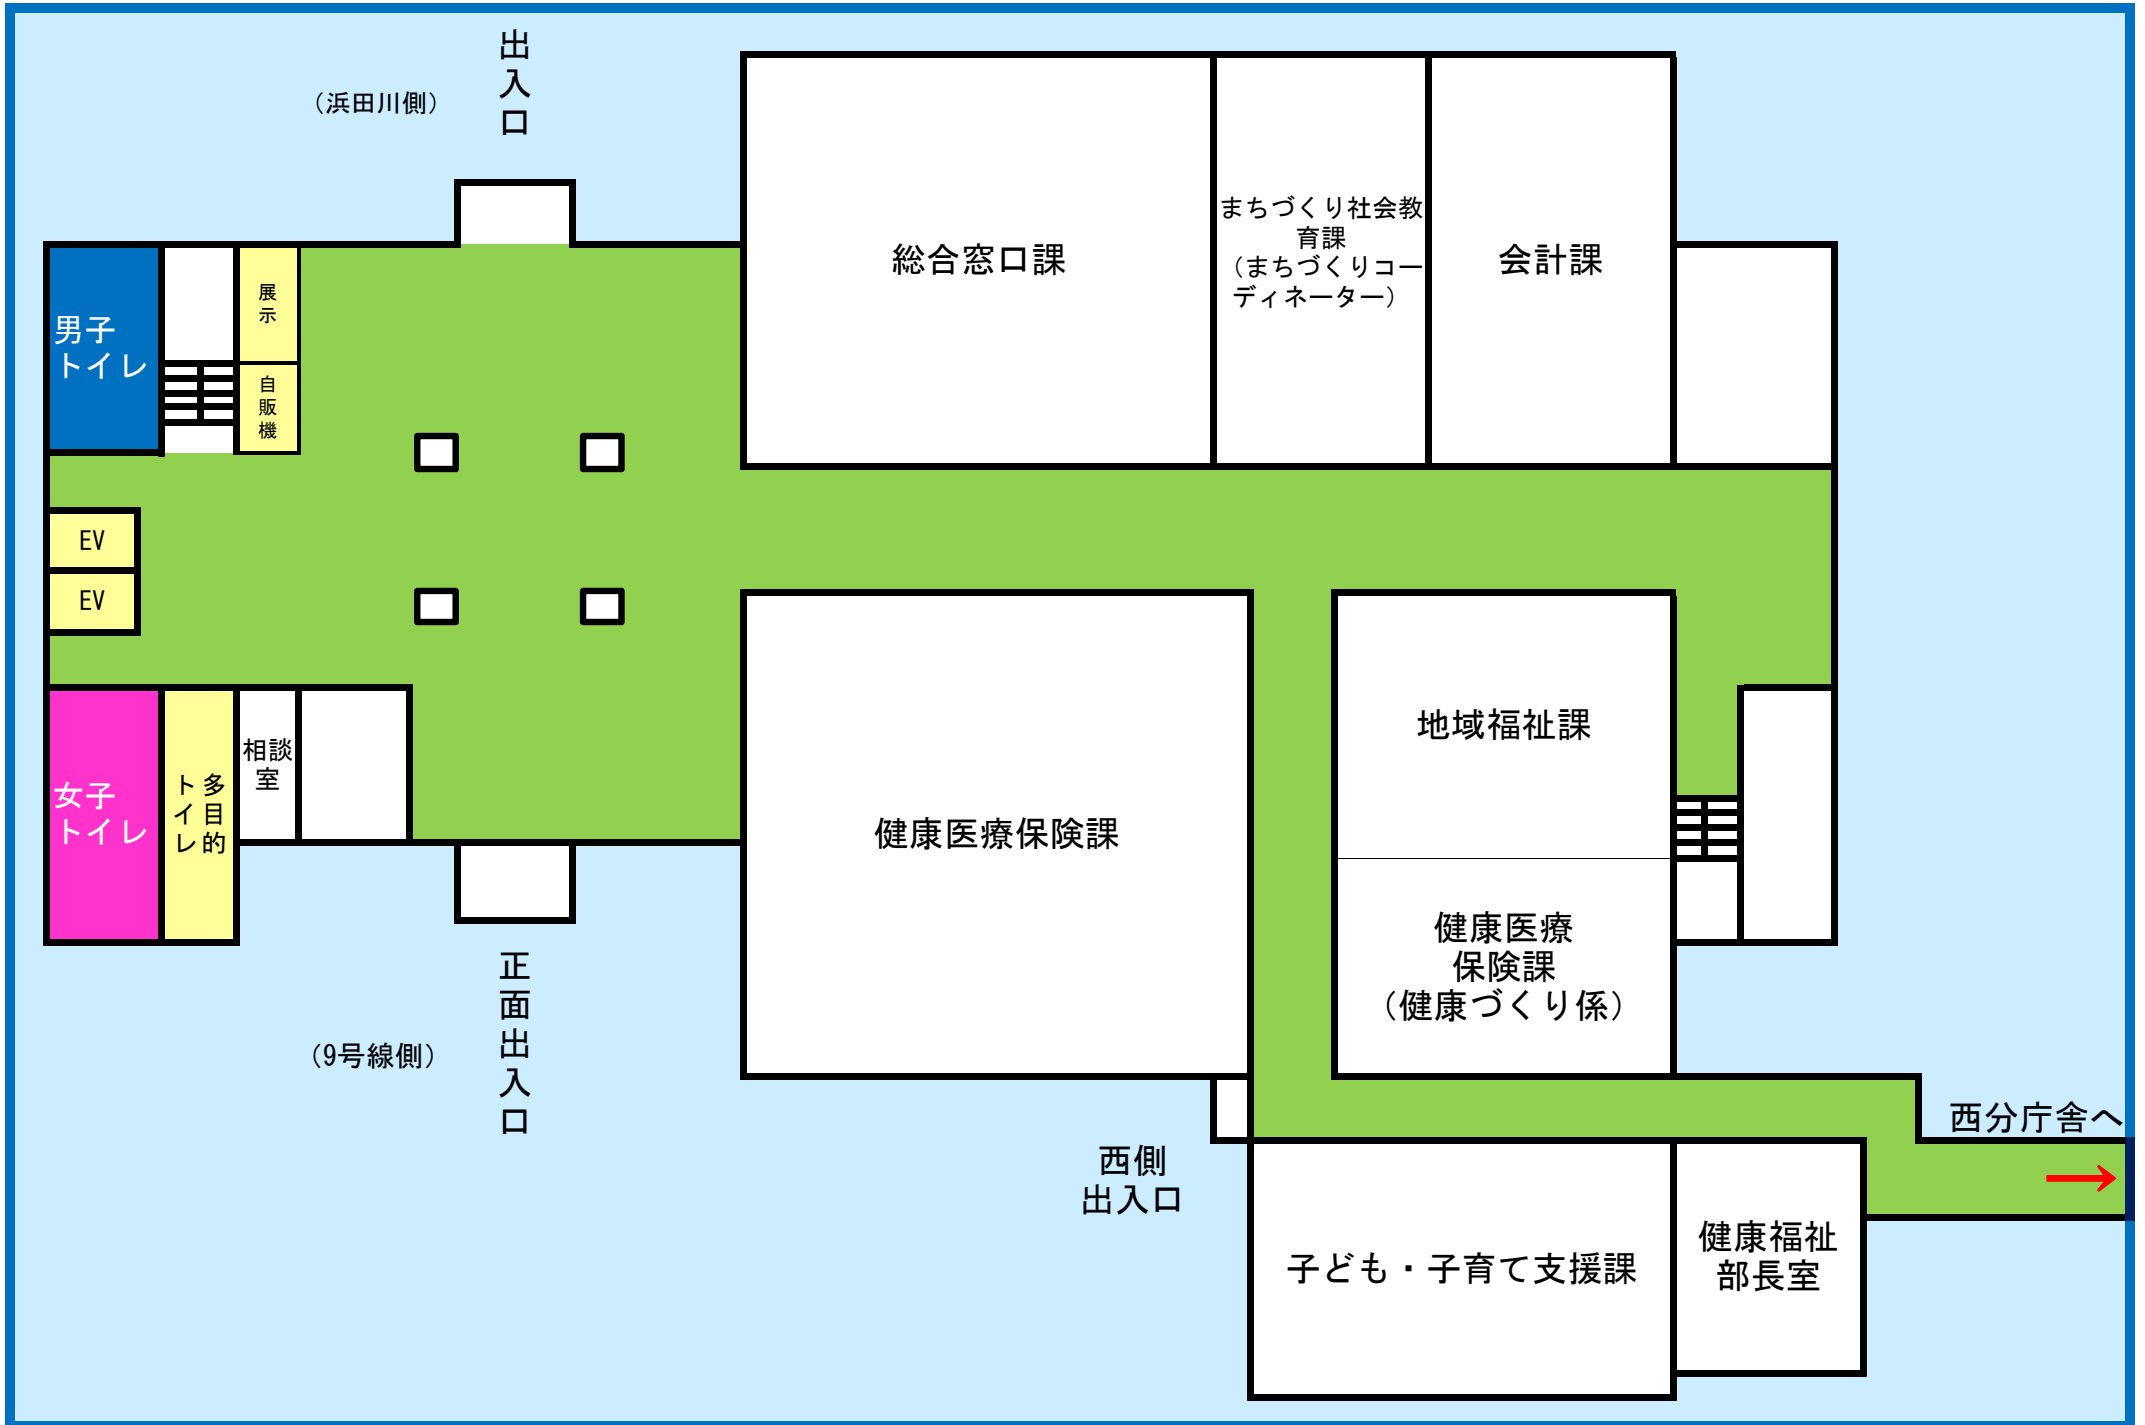 出入口
（浜田川側）
総合窓口課
まちづくり社会教
育課
（まちづくりコー
ディネーター）
会計課
男子
トイレ
展示
自販機
EV
EV
女子
トイレ
多目的
トイレ
相談
室
健康医療保険課
地域福祉課
健康医療
保険課
（健康づくり係）
正面出入口
（9号線側）
西側
出入口
西分庁舎へ
→
子ども・子育て支援課
健康福祉
部長室